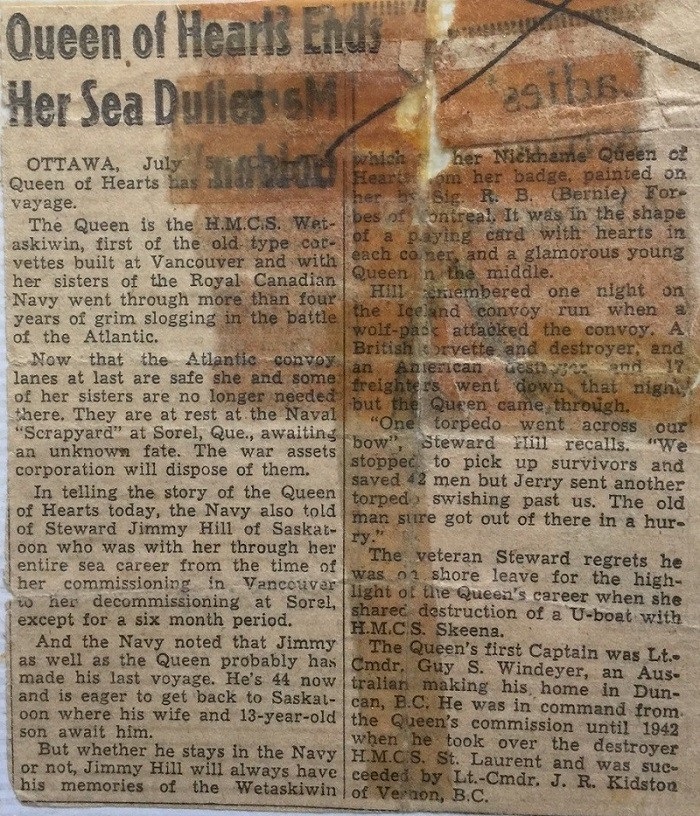 Queen of Hearts Ends
Her Sea Duties
OTTAWA, July
Queen of Hearts has
vayage.
The Queen is the H.M.C.S. Wet-
askiwin, first of the old type cor-
vettes built at Vancouver and with
her sisters of the Royal Canadian
Navy went through more than four
years of grim slogging in the battle
of the Atlantic.
Now that the Atlantic convoy
lanes at last are safe she and some
of her sisters are no longer needed
there. They are at rest at the Naval
"Scrapyard" at Sorel, Que., awaiting
an unknown fate. The war assets
corporation will dispose of them.
In telling the story of the Queen
of Hearts today, the Navy also told
of Steward Jimmy Hill of Saskat-
oon who was with her through her
entire sea career from the time of
her commissioning in Vancouver
to her decommissioning at Sorel,
except for a six month period.
And the Navy noted that Jimmy
as well as the Queen probably has
made his last voyage. He's 44 now
and is eager to get back to Saskat-
oon where his wife and 13-year-old
son await him.
But whether he stays in the Navy
or not, Jimmy Hill will always have
his memories of the Wetaskiwin
which her Nickname Queen of
Hearts from her badge, painted on
her by Sig. R. B. (Bernie) For-
bes of Montreal. It was in the shape
of a playing card with hearts in
each corner, and a glamorous young
Queen in the middle.
Hill remembered one night on
the Iceland convoy run when a
wolf-pack attacked the convoy. A
British corvette and destroyer, and
an American destroyer and 17
freighters went down that night,
but the Queen came through.
"One torpedo went across our
bow", Steward Hill recalls. "We
stopped to pick up survivors and
saved 42 men but Jerry sent another
torpedo swishing past us. The old
man sure got out of there in a hur-
ry."
The veteran Steward regrets he
was on shore leave for the high-
light of the Queen's career when she
shared destruction of a U-boat with
H.M.C.S. Skeena.
The Queen's first Captain was Lt.-
Cmdr. Guy S. Windeyer, an Aus-
tralian making his home in Dun-
can, B.C. He was in command from
the Queen's commission until 1942
when he took over the destroyer
H.M.C.S. St. Laurent and was suc-
ceeded by Lt.-Cmdr. J. R. Kidston
of Vernon, B.C.